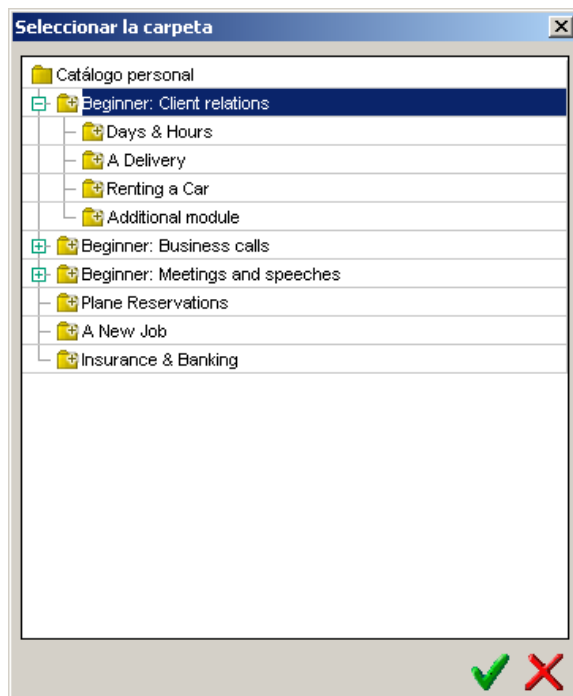 Seleccionar la carpeta
Catálogo personal
Beginner: Client relations
Days & Hours
A Delivery
Renting a Car
Additional module
Beginner: Business calls
Beginner: Meetings and speeches
Plane Reservations
A New Job
Insurance & Banking